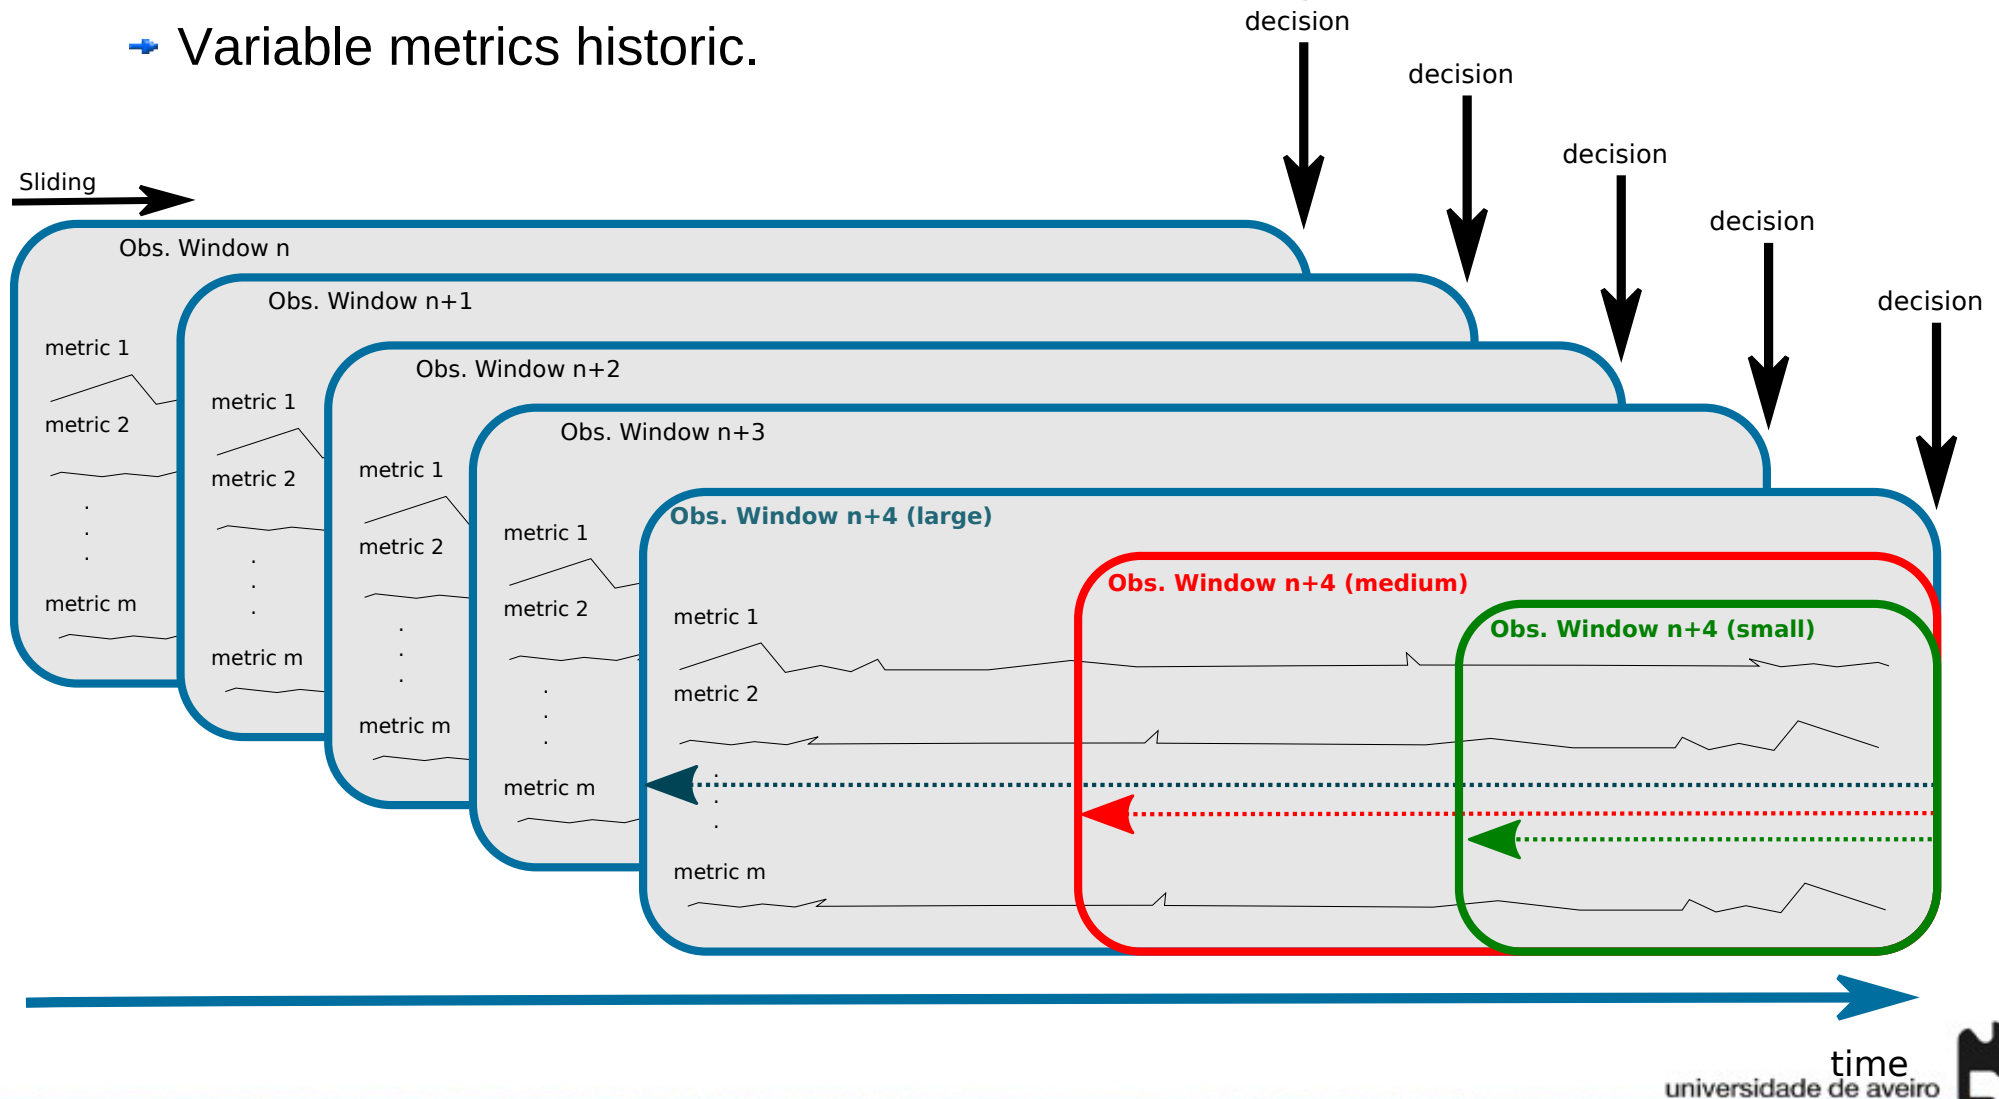 Variable metrics historic.
decision
decision
decision
decision
decision
Sliding
Obs. Window n
metric 1
metric 2
.
.
.
metric m
Obs. Window n+1
metric 1
metric 2
.
.
.
metric m
Obs. Window n+2
metric 1
metric 2
.
.
.
metric m
Obs. Window n+3
metric 1
metric 2
.
.
.
metric m
Obs. Window n+4 (large)
Obs. Window n+4 (medium)
Obs. Window n+4 (small)
metric 1
metric 2
.
.
.
metric m
time
universidade de aveiro